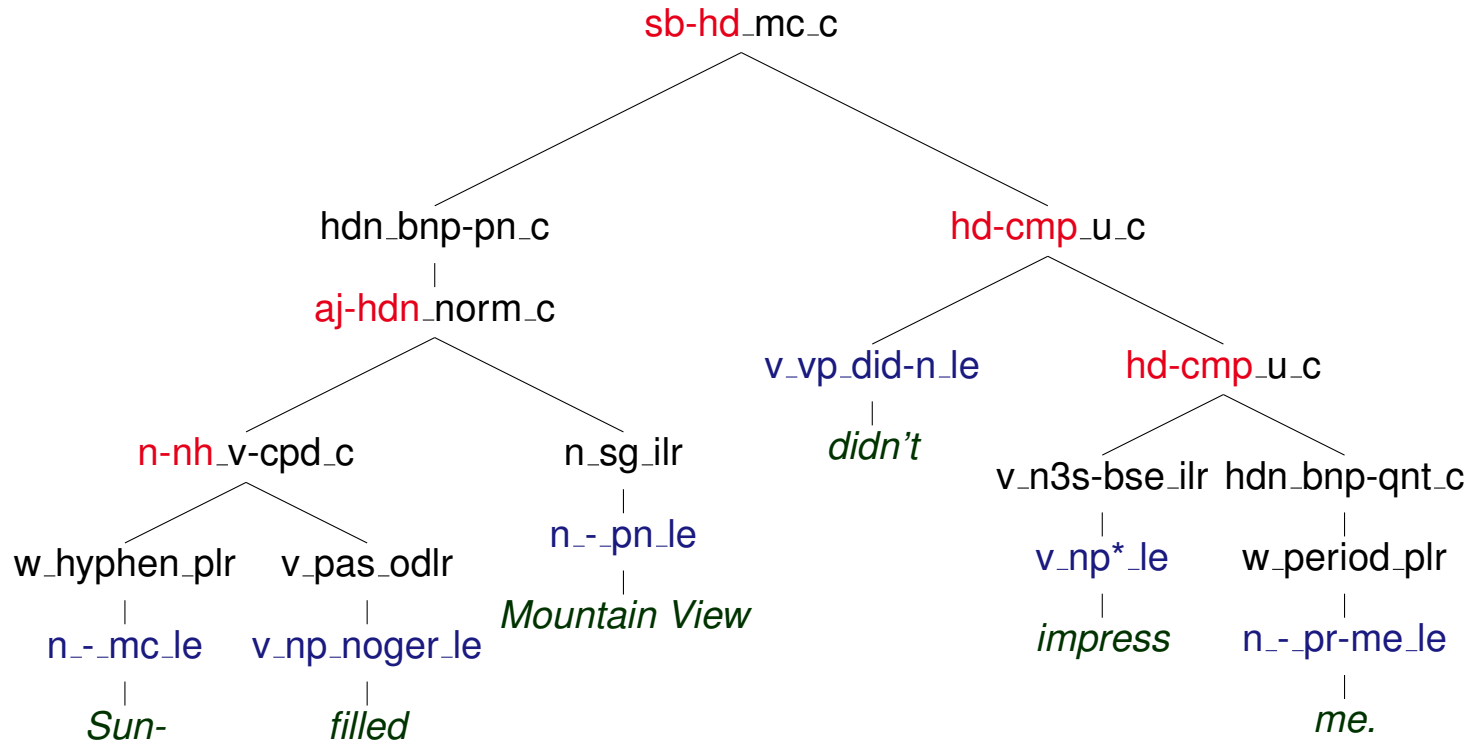 sb-hd_mc_c
hdn_bnp-pn_c hd-cmp_u_c
aj-hdn_norm_c
v_vp_did-n_le hd-cmp_u_c
didn't
n-nh_v-cpd_c n_sg_ilr
v_n3s-bse_ilr hdn_bnp-qnt_c
n_-_pn_le
w_hyphen_plr v_pas_odlr v_np*_le w_period_plr
Mountain View
n_-_mc_le v_np_noger_le impress n_-_pr-me_le
Sun- filled me.